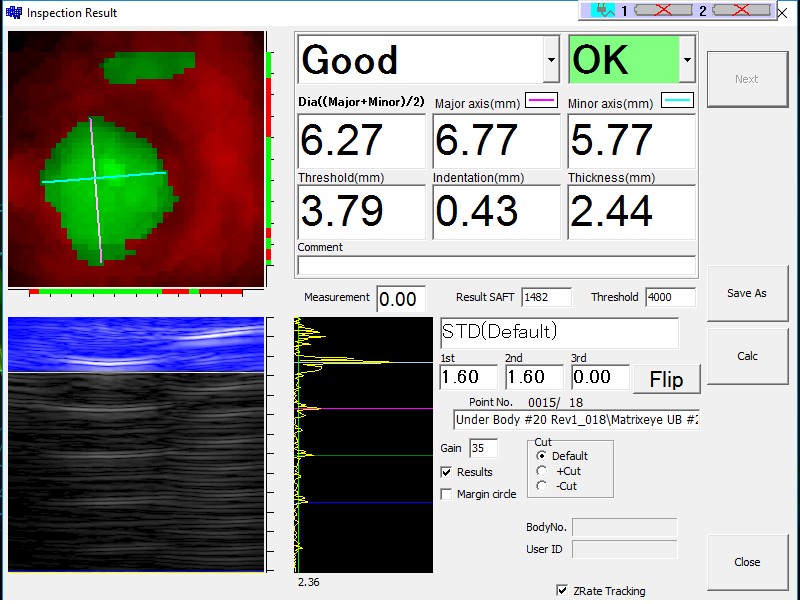 Inspection Result
1 2
Good OK
Next
Dia((Major+Minor)/2) Major axis(mm) Minor axis(mm)
6.27 6.77 5.77
Threshold(mm) Indentation(mm) Thickness(mm)
3.79 0.43 2.44
Comment
Measurement 0.00 Result SAFT 1482 Threshold 4000
Save As
STD(Default)
Calc
1st 2nd 3rd
1.60 1.60 0.00 Flip
Point No. 0015/ 18
Under Body #20 Rev1_018\Matrixeye UB #2
Gain 35
Cut
Default
+Cut
-Cut
Results
Margin circle
BodyNo.
User ID
Close
2.36
ZRate Tracking